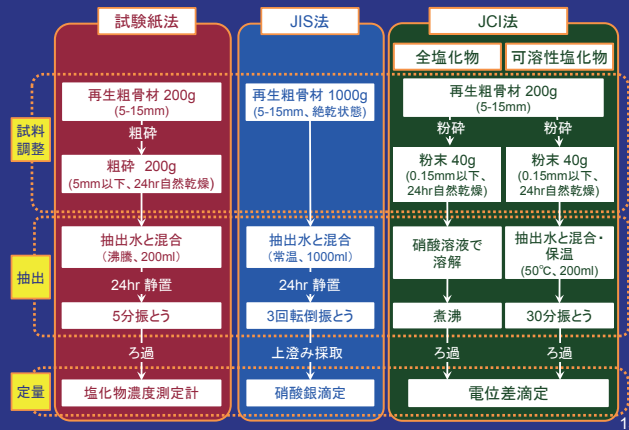 試験紙法
JIS法
JCI法
全塩化物
可溶性塩化物
試料
調整
再生粗骨材 200g
(5-15mm)
粗砕
粗砕 200g
(5mm以下、24hr自然乾燥)
再生粗骨材 1000g
(5-15mm、絶乾状態)
再生粗骨材 200g
(5-15mm)
粉砕
粉砕
粉末 40g
(0.15mm以下、
24hr自然乾燥)
粉末 40g
(0.15mm以下、
24hr自然乾燥)
抽出
抽出水と混合
(沸騰、200ml)
24hr 静置
5分振とう
抽出水と混合
(常温、1000ml)
24hr 静置
3回転倒振とう
硝酸溶液で
溶解
煮沸
抽出水と混合・
保温
(50℃、200ml)
30分振とう
ろ過
上澄み採取
ろ過
ろ過
定量
塩化物濃度測定計
硝酸銀滴定
電位差滴定
1